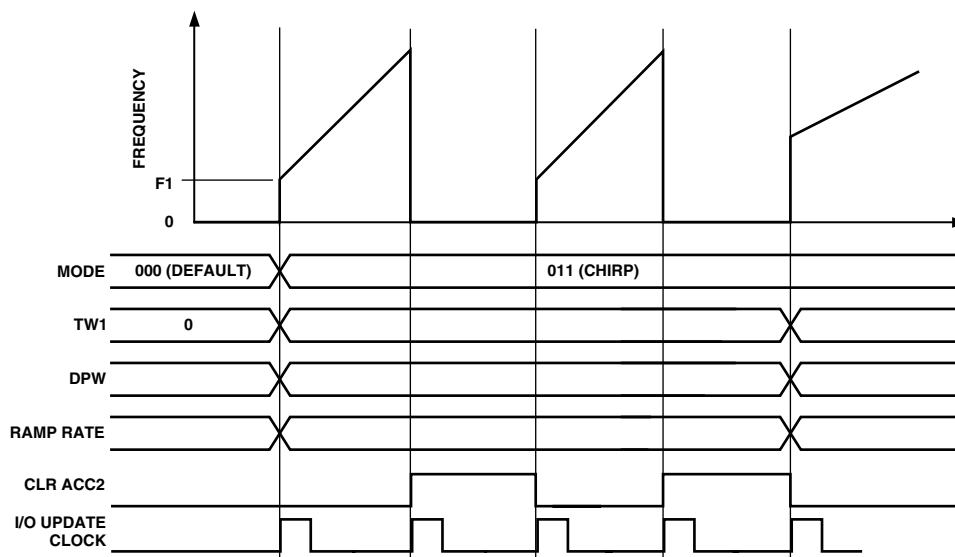 FREQUENCY
F1
0
MODE
000 (DEFAULT)
011 (CHIRP)
TW1
0
DPW
RAMP RATE
CLR ACC2
I/O UPDATE
CLOCK